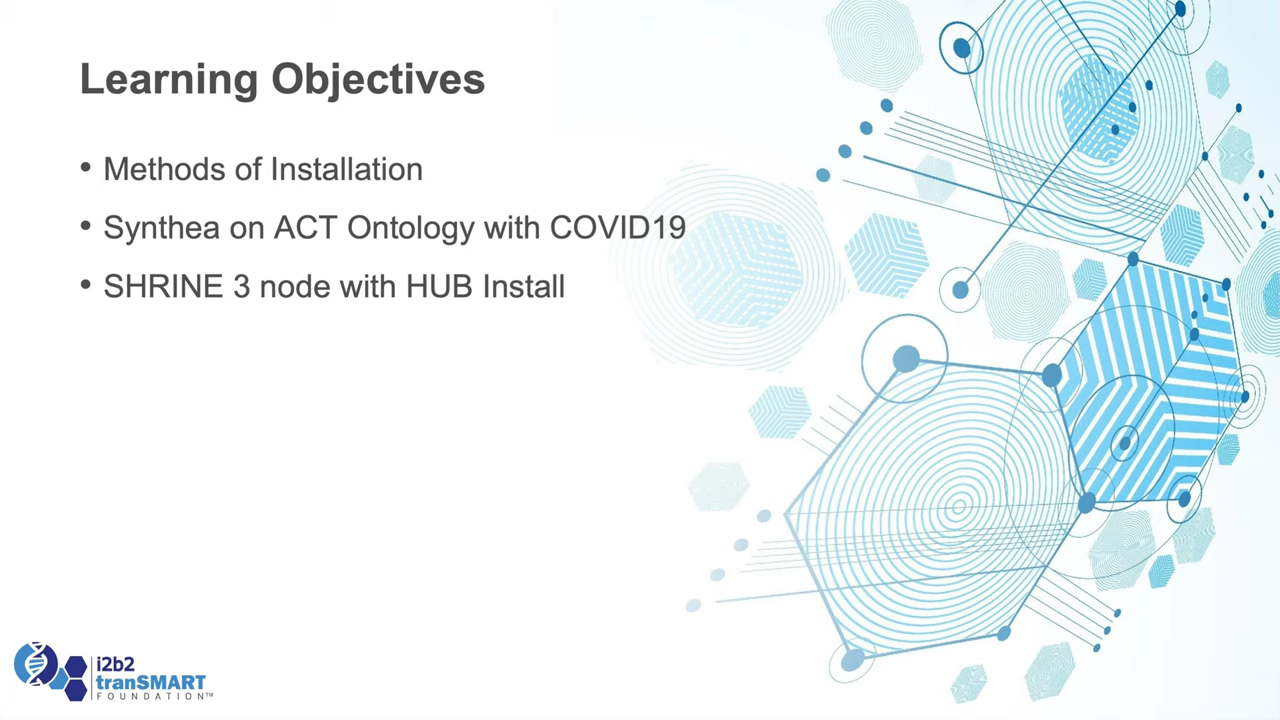 Learning Objectives
• Methods of Installation
• Synthea on ACT Ontology with COVID19
• SHRINE 3 node with HUB Install
i2b2
tranSMART
FOUNDATION™